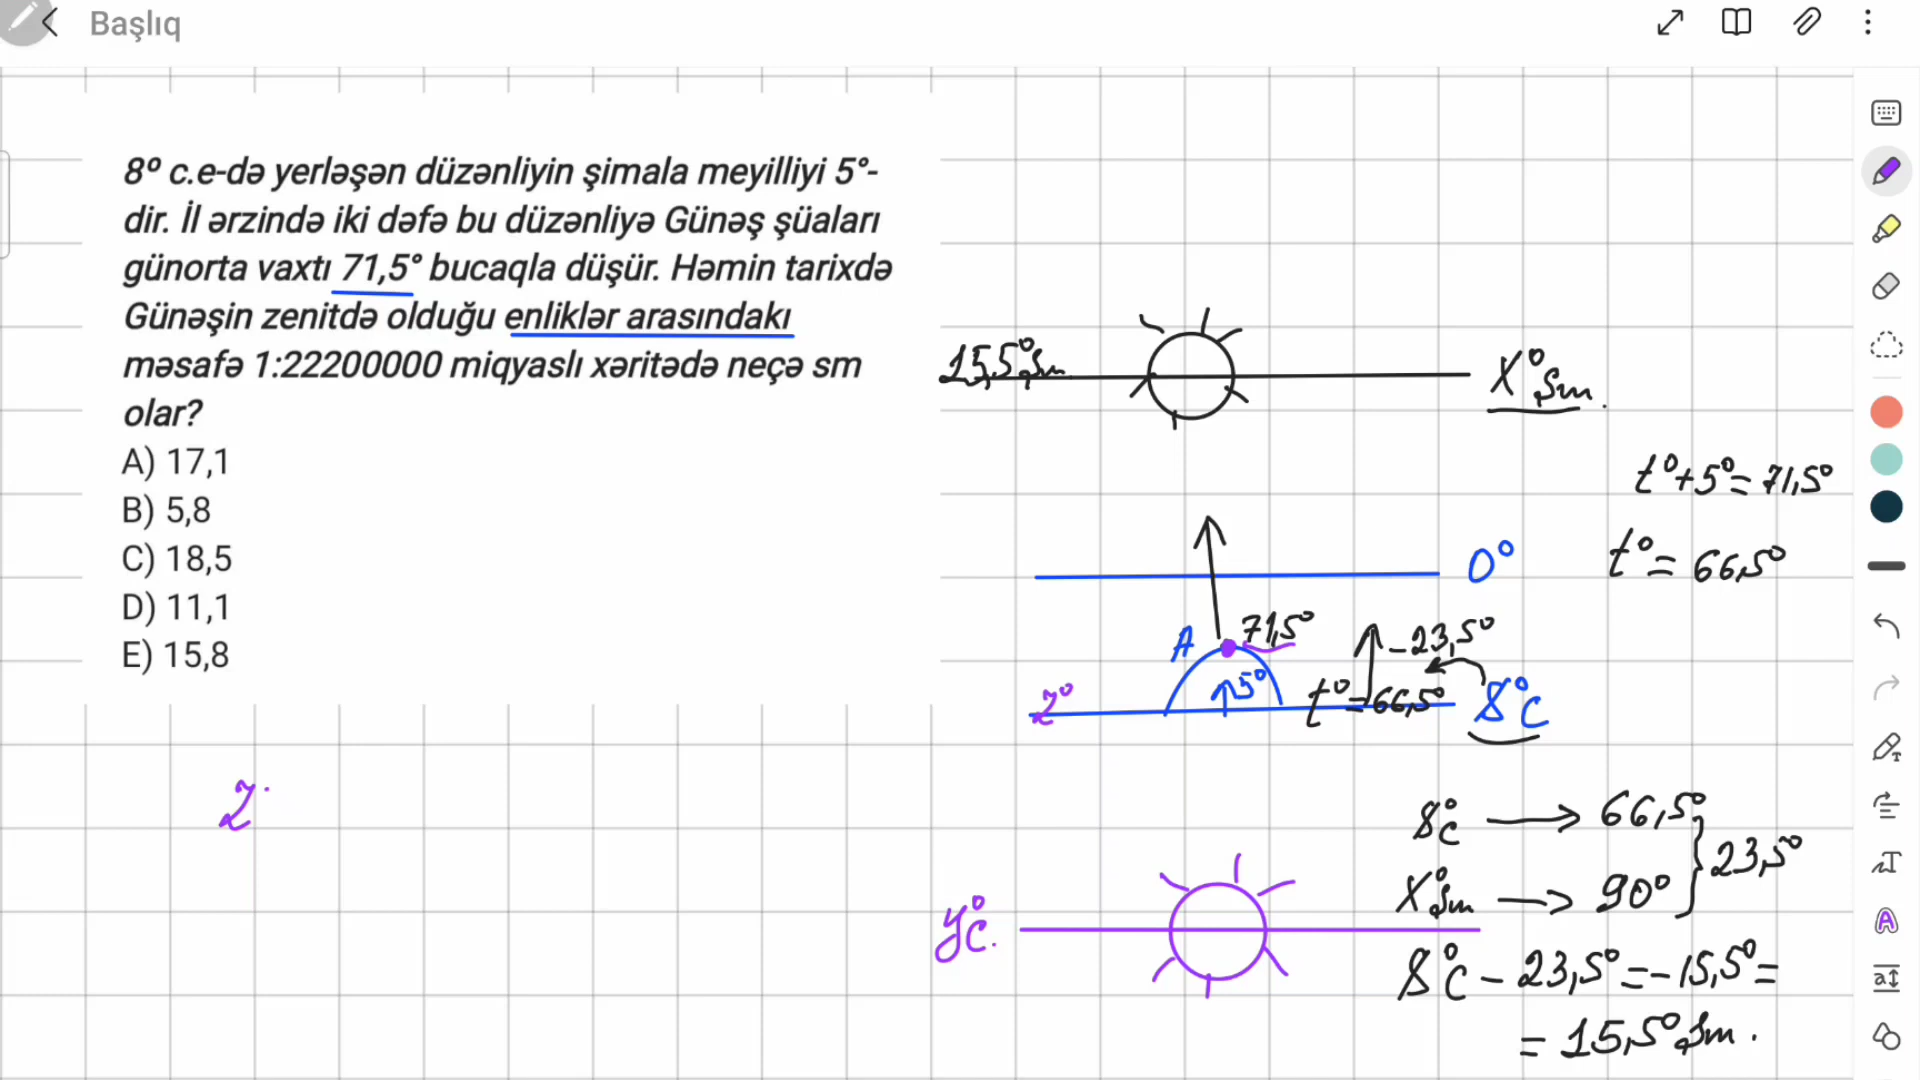 Başlıq
8º c.e-də yerləşən düzənliyin şimala meyilliyi 5°-
dir. İl ərzində iki dəfə bu düzənliyə Günəş şüaları
günorta vaxtı 71,5° bucaqla düşür. Həmin tarixdə
Günəşin zenitdə olduğu enliklər arasındakı
məsafə 1:22200000 miqyaslı xəritədə neçə sm
olar?
A) 17,1
B) 5,8
C) 18,5
D) 11,1
E) 15,8
15,5° Şm
X° Şm.
t°+5°=71,5°
t°=66,5°
0°
A
71,5°
-23,5°
5°
z°
t°=66,5°
8°C
z.
8°C → 66,5°
X° Şm → 90°
23,5°
y°C.
8°C - 23,5° = -15,5° =
= 15,5° Şm.